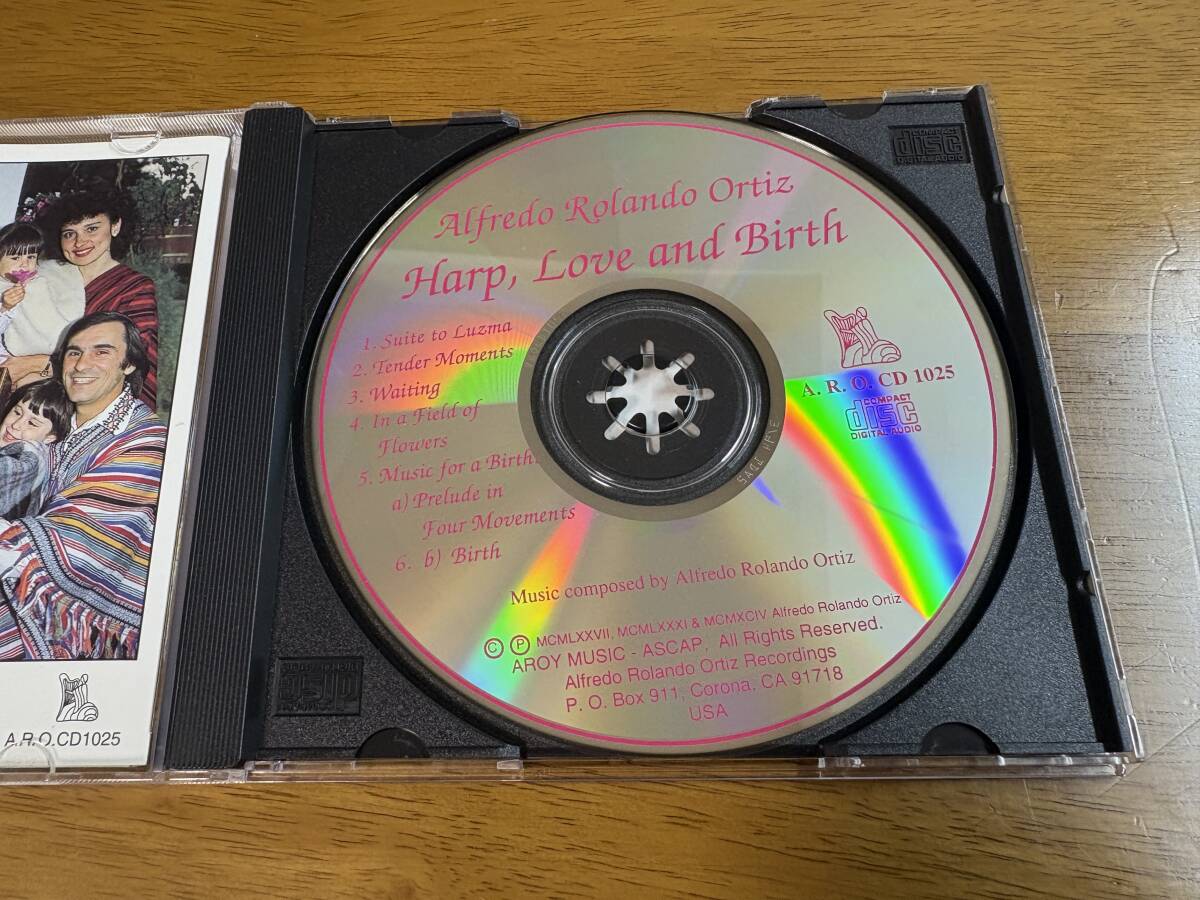 Alfredo Rolando Ortiz
Harp, Love and Birth
1. Suite to Luzma
2. Tender Moments
3. Waiting
4. In a Field of
Flowers
5. Music for a Birth:
a) Prelude in
Four Movements
6. b) Birth
A. R. O. CD 1025
COMPACT
disc
DIGITAL AUDIO
Music composed by Alfredo Rolando Ortiz
© ℗ MCMLXXVII, MCMLXXXI & MCMXCIV Alfredo Rolando Ortiz
AROY MUSIC - ASCAP, All Rights Reserved.
Alfredo Rolando Ortiz Recordings
P. O. Box 911, Corona, CA 91718
USA
COMPACT
disc
DIGITAL AUDIO
A.R.O.CD1025